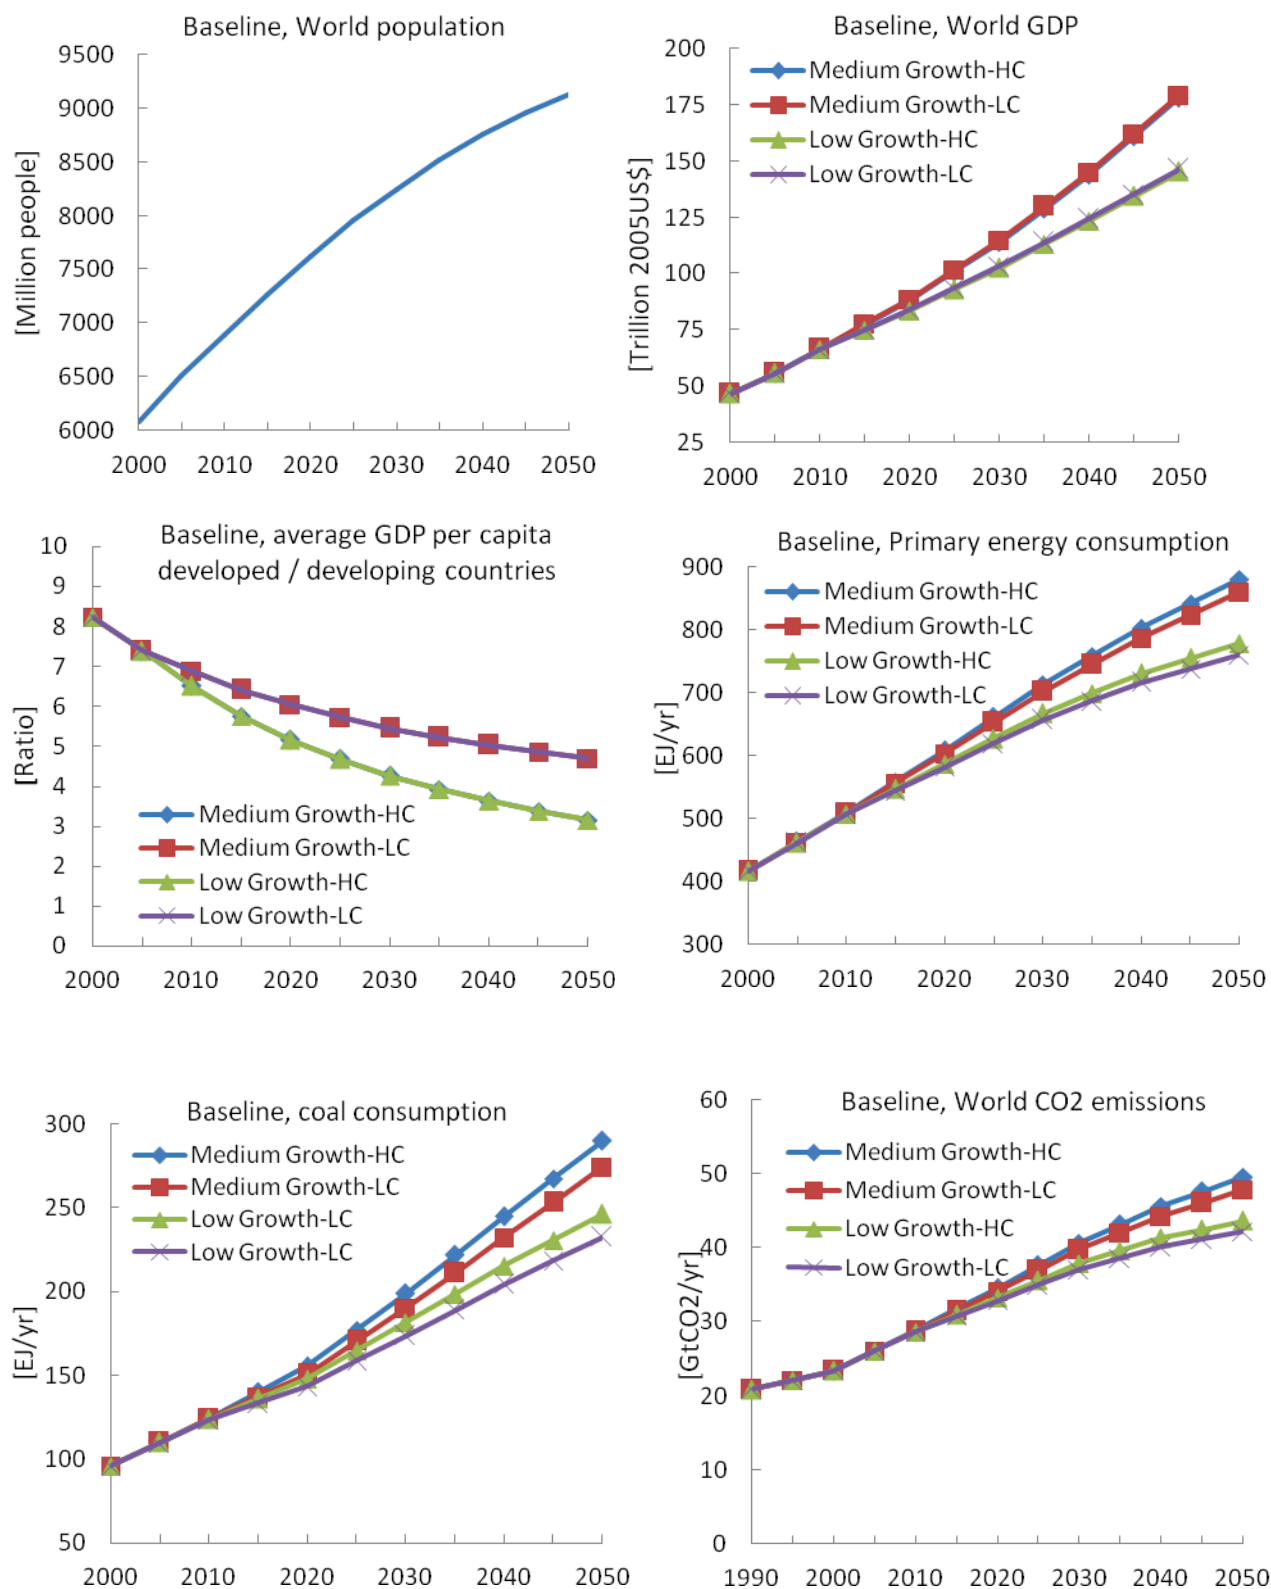 Baseline, World population
[Million people]
9500
9000
8500
8000
7500
7000
6500
6000
2000 2010 2020 2030 2040 2050
Baseline, World GDP
[Trillion 2005US$]
200
175
150
125
100
75
50
25
Medium Growth-HC
Medium Growth-LC
Low Growth-HC
Low Growth-LC
2000 2010 2020 2030 2040 2050
Baseline, average GDP per capita
developed / developing countries
[Ratio]
10
9
8
7
6
5
4
3
2
1
0
Medium Growth-HC
Medium Growth-LC
Low Growth-HC
Low Growth-LC
2000 2010 2020 2030 2040 2050
Baseline, Primary energy consumption
[EJ/yr]
900
800
700
600
500
400
300
Medium Growth-HC
Medium Growth-LC
Low Growth-HC
Low Growth-LC
2000 2010 2020 2030 2040 2050
Baseline, coal consumption
[EJ/yr]
300
250
200
150
100
50
Medium Growth-HC
Medium Growth-LC
Low Growth-LC
Low Growth-LC
2000 2010 2020 2030 2040 2050
Baseline, World CO2 emissions
[GtCO2/yr]
60
50
40
30
20
10
0
Medium Growth-HC
Medium Growth-LC
Low Growth-HC
Low Growth-LC
1990 2000 2010 2020 2030 2040 2050